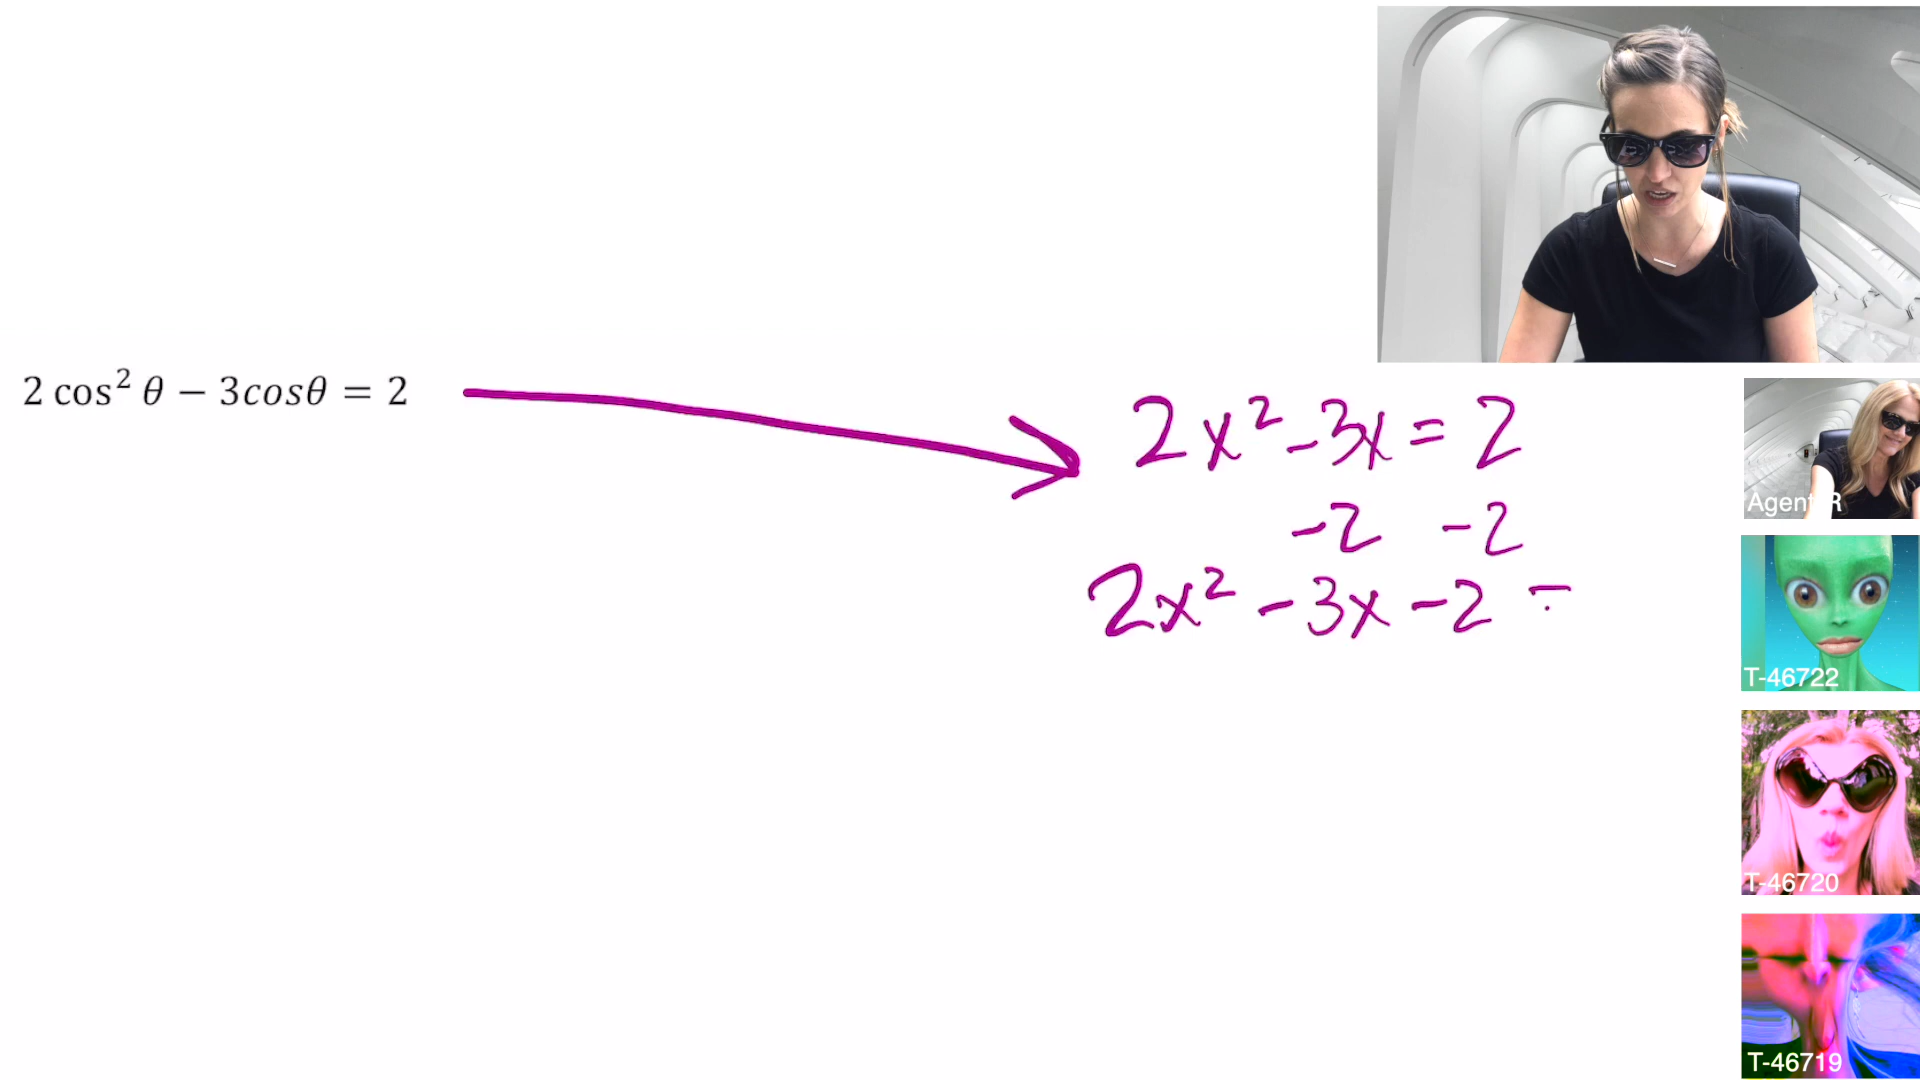 2 cos² θ − 3cosθ = 2
2x² - 3x = 2
-2 -2
2x² - 3x - 2 =
Agent R
T-46722
T-46720
T-46719